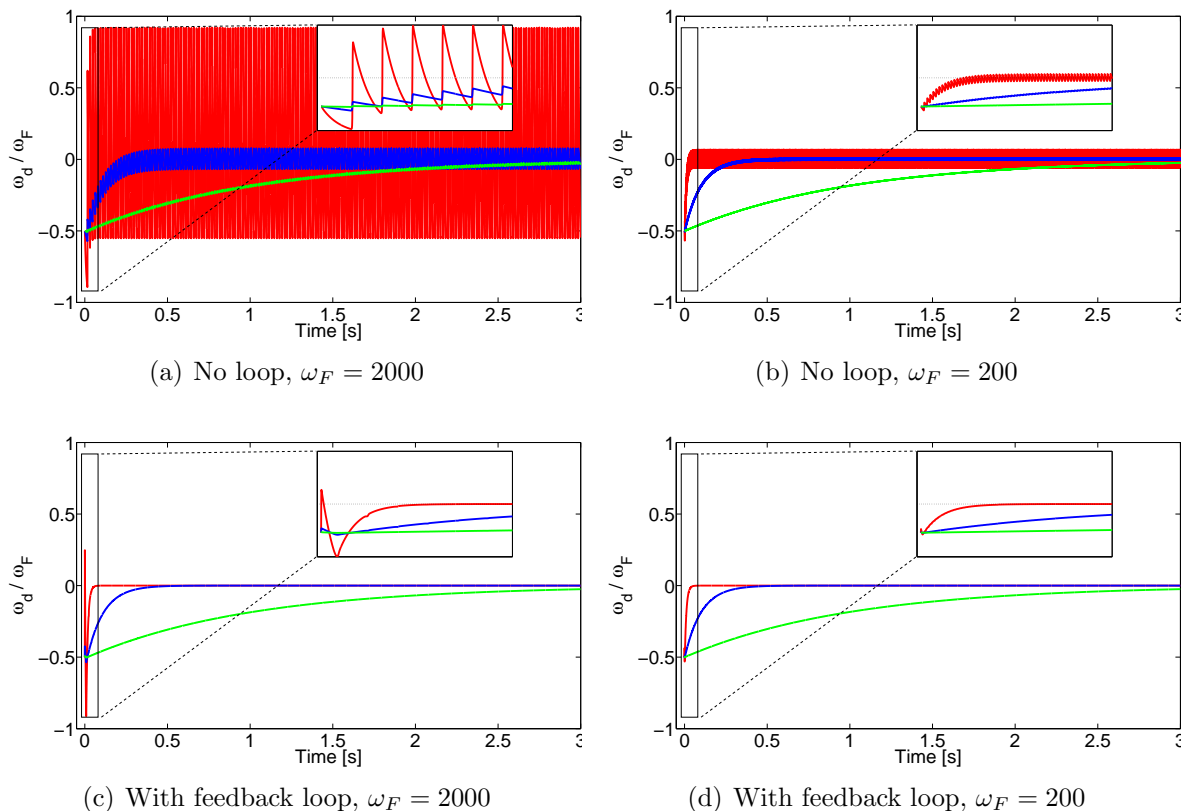 1
0.5
0
−0.5
−1
ω_d / ω_F
0 0.5 1 1.5 2 2.5 3
Time [s]
(a) No loop, ω_F = 2000
1
0.5
0
−0.5
−1
ω_d / ω_F
0 0.5 1 1.5 2 2.5 3
Time [s]
(b) No loop, ω_F = 200
1
0.5
0
−0.5
−1
ω_d / ω_F
0 0.5 1 1.5 2 2.5 3
Time [s]
(c) With feedback loop, ω_F = 2000
1
0.5
0
−0.5
−1
ω_d / ω_F
0 0.5 1 1.5 2 2.5 3
Time [s]
(d) With feedback loop, ω_F = 200